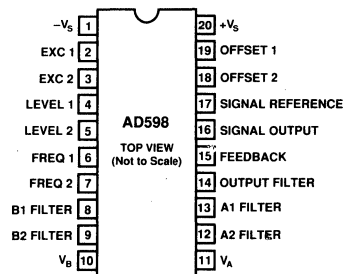 −VS 1
EXC 1 2
EXC 2 3
LEVEL 1 4
LEVEL 2 5
FREQ 1 6
FREQ 2 7
B1 FILTER 8
B2 FILTER 9
VB 10
AD598
TOP VIEW
(Not to Scale)
20 +VS
19 OFFSET 1
18 OFFSET 2
17 SIGNAL REFERENCE
16 SIGNAL OUTPUT
15 FEEDBACK
14 OUTPUT FILTER
13 A1 FILTER
12 A2 FILTER
11 VA